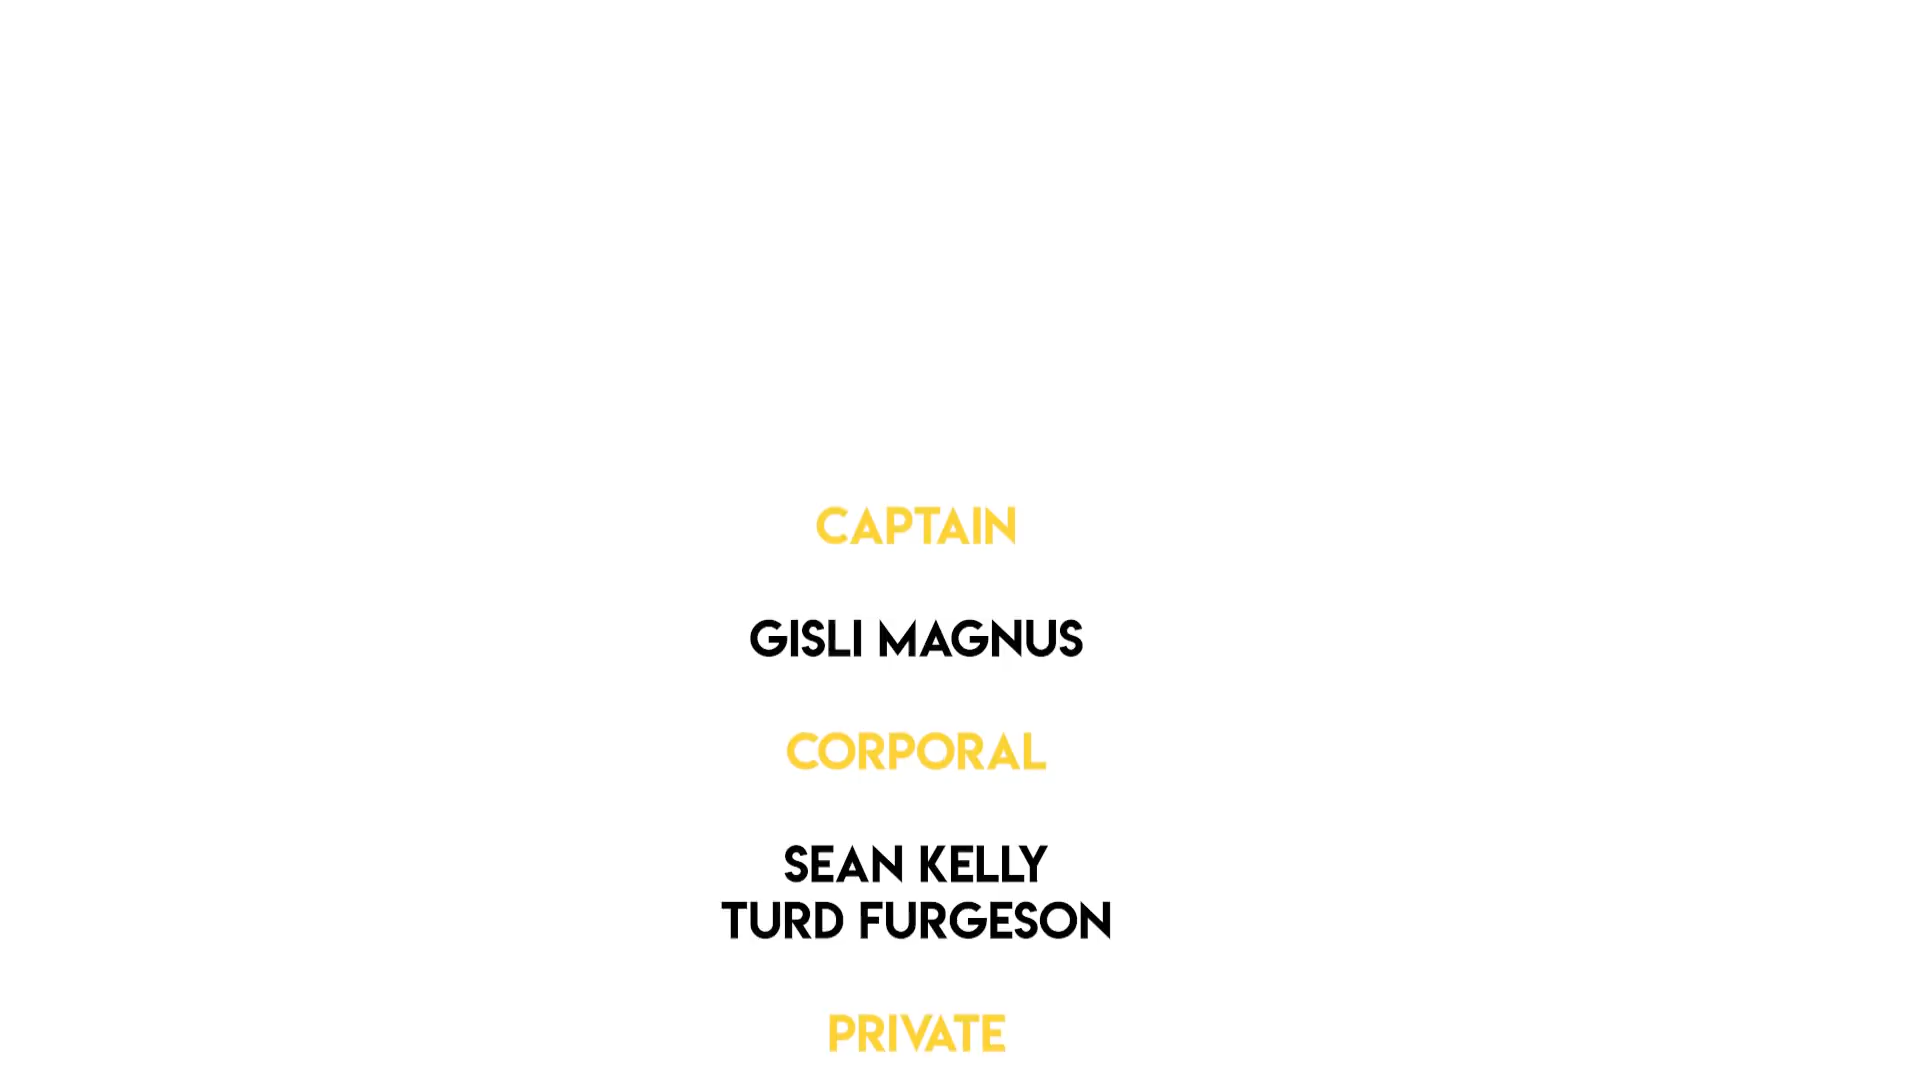 CAPTAIN
GISLI MAGNUS
CORPORAL
SEAN KELLY
TURD FURGESON
PRIVATE